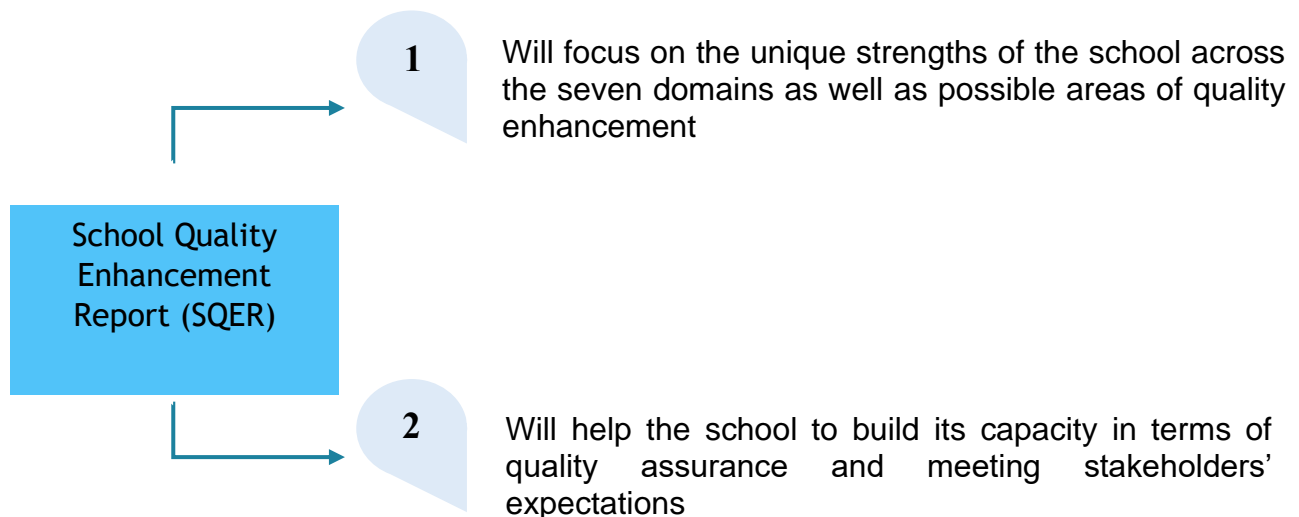 1
Will focus on the unique strengths of the school across
the seven domains as well as possible areas of quality
enhancement
School Quality
Enhancement
Report (SQER)
2
Will help the school to build its capacity in terms of
quality assurance and meeting stakeholders’
expectations